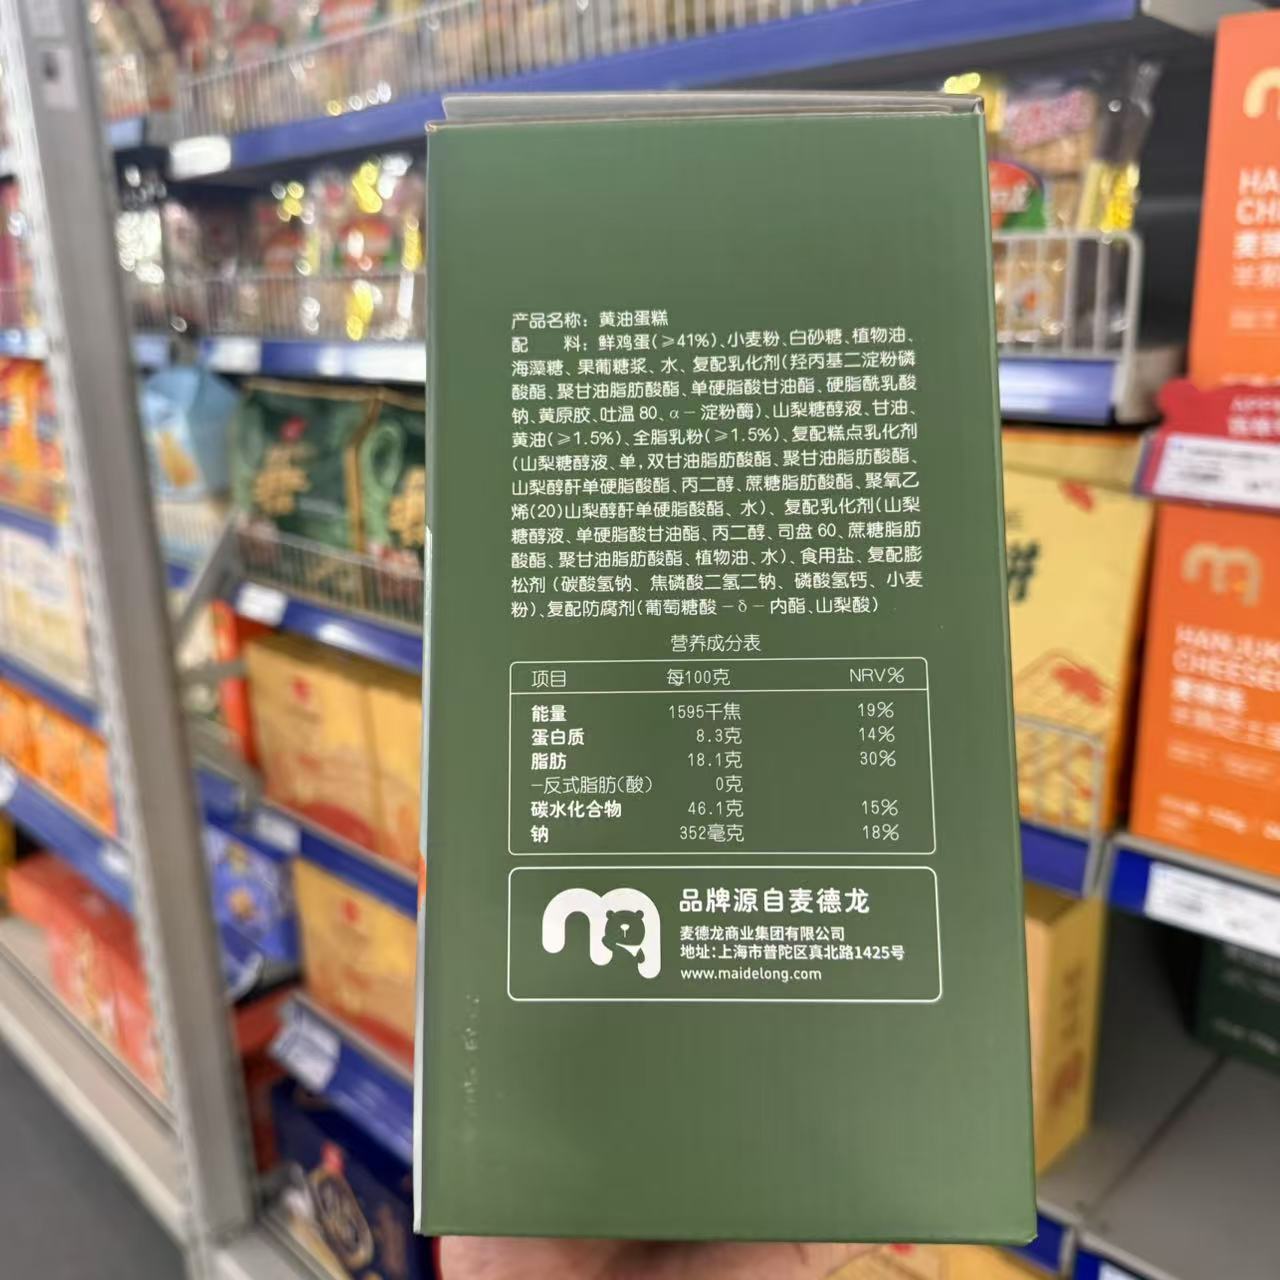 产品名称：黄油蛋糕
配　　料：鲜鸡蛋(≥41%)、小麦粉、白砂糖、植物油、
海藻糖、果葡糖浆、水、复配乳化剂(羟丙基二淀粉磷
酸酯、聚甘油脂肪酸酯、单硬脂酸甘油酯、硬脂酰乳酸
钠、黄原胶、吐温80、α-淀粉酶)、山梨糖醇液、甘油、
黄油(≥1.5%)、全脂乳粉(≥1.5%)、复配糕点乳化剂
(山梨糖醇液、单,双甘油脂肪酸酯、聚甘油脂肪酸酯、
山梨醇酐单硬脂酸酯、丙二醇、蔗糖脂肪酸酯、聚氧乙
烯(20)山梨醇酐单硬脂酸酯、水)、复配乳化剂(山梨
糖醇液、单硬脂酸甘油酯、丙二醇、司盘60、蔗糖脂肪
酸酯、聚甘油脂肪酸酯、植物油、水)、食用盐、复配膨
松剂(碳酸氢钠、焦磷酸二氢二钠、磷酸氢钙、小麦
粉)、复配防腐剂(葡萄糖酸-δ-内酯、山梨酸)
营养成分表
项目 每100克 NRV%
能量 1595千焦 19%
蛋白质 8.3克 14%
脂肪 18.1克 30%
-反式脂肪(酸) 0克
碳水化合物 46.1克 15%
钠 352毫克 18%
品牌源自麦德龙
麦德龙商业集团有限公司
地址：上海市普陀区真北路1425号
www.maidelong.com